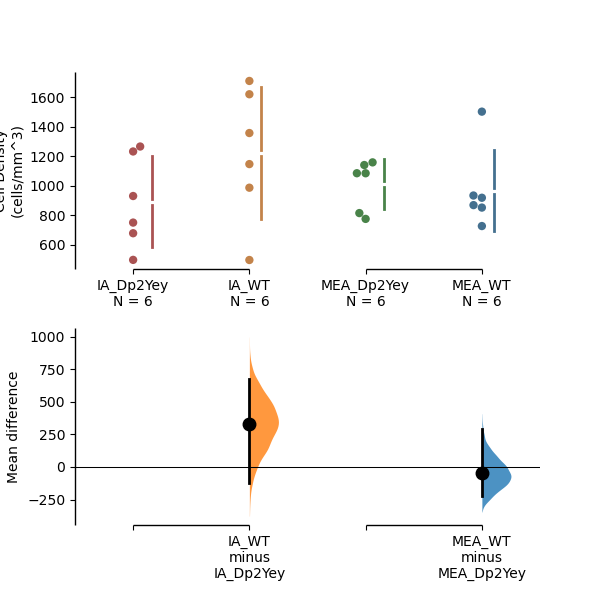 Cell Density
(cells/mm^3)
1600
1400
1200
1000
800
600
IA_Dp2Yey
N = 6
IA_WT
N = 6
MEA_Dp2Yey
N = 6
MEA_WT
N = 6
Mean difference
1000
750
500
250
0
−250
IA_WT
minus
IA_Dp2Yey
MEA_WT
minus
MEA_Dp2Yey